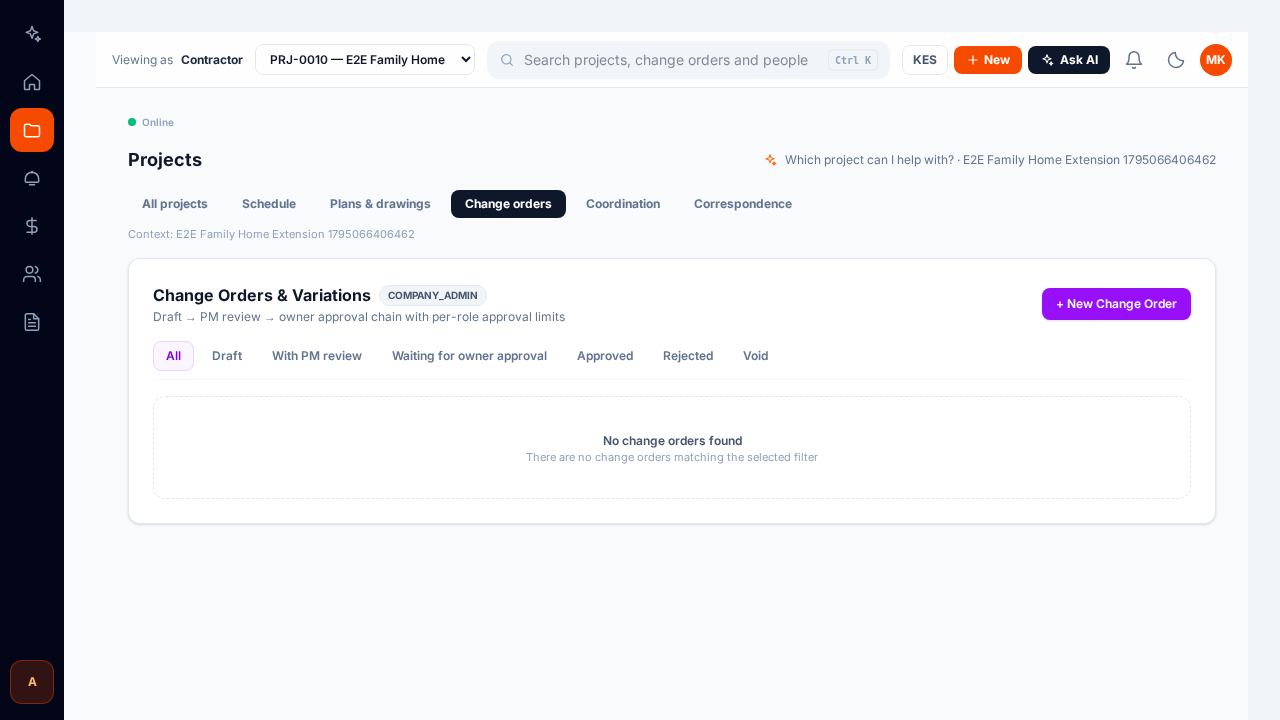 Viewing as Contractor
PRJ-0010 — E2E Family Home
Search projects, change orders and people
Ctrl K
KES
New
Ask AI
MK
Online
Projects
Which project can I help with? · E2E Family Home Extension 1795066406462
All projects
Schedule
Plans & drawings
Change orders
Coordination
Correspondence
Context: E2E Family Home Extension 1795066406462
Change Orders & Variations
COMPANY_ADMIN
+ New Change Order
Draft → PM review → owner approval chain with per-role approval limits
All
Draft
With PM review
Waiting for owner approval
Approved
Rejected
Void
No change orders found
There are no change orders matching the selected filter
A